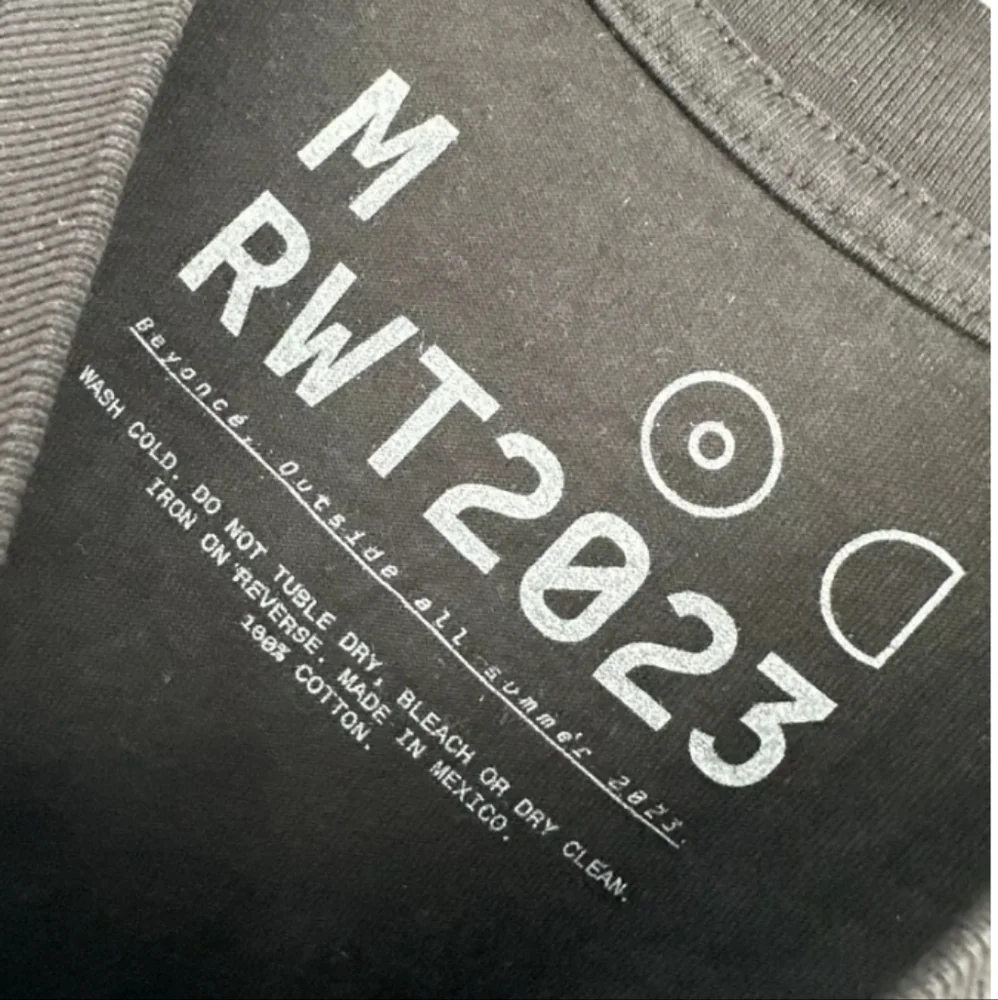 M
RWT2023
Beyoncé, Outside all summer 2023.
WASH COLD. DO NOT TUBLE DRY, BLEACH OR DRY CLEAN.
IRON ON REVERSE. MADE IN MEXICO.
100% COTTON.